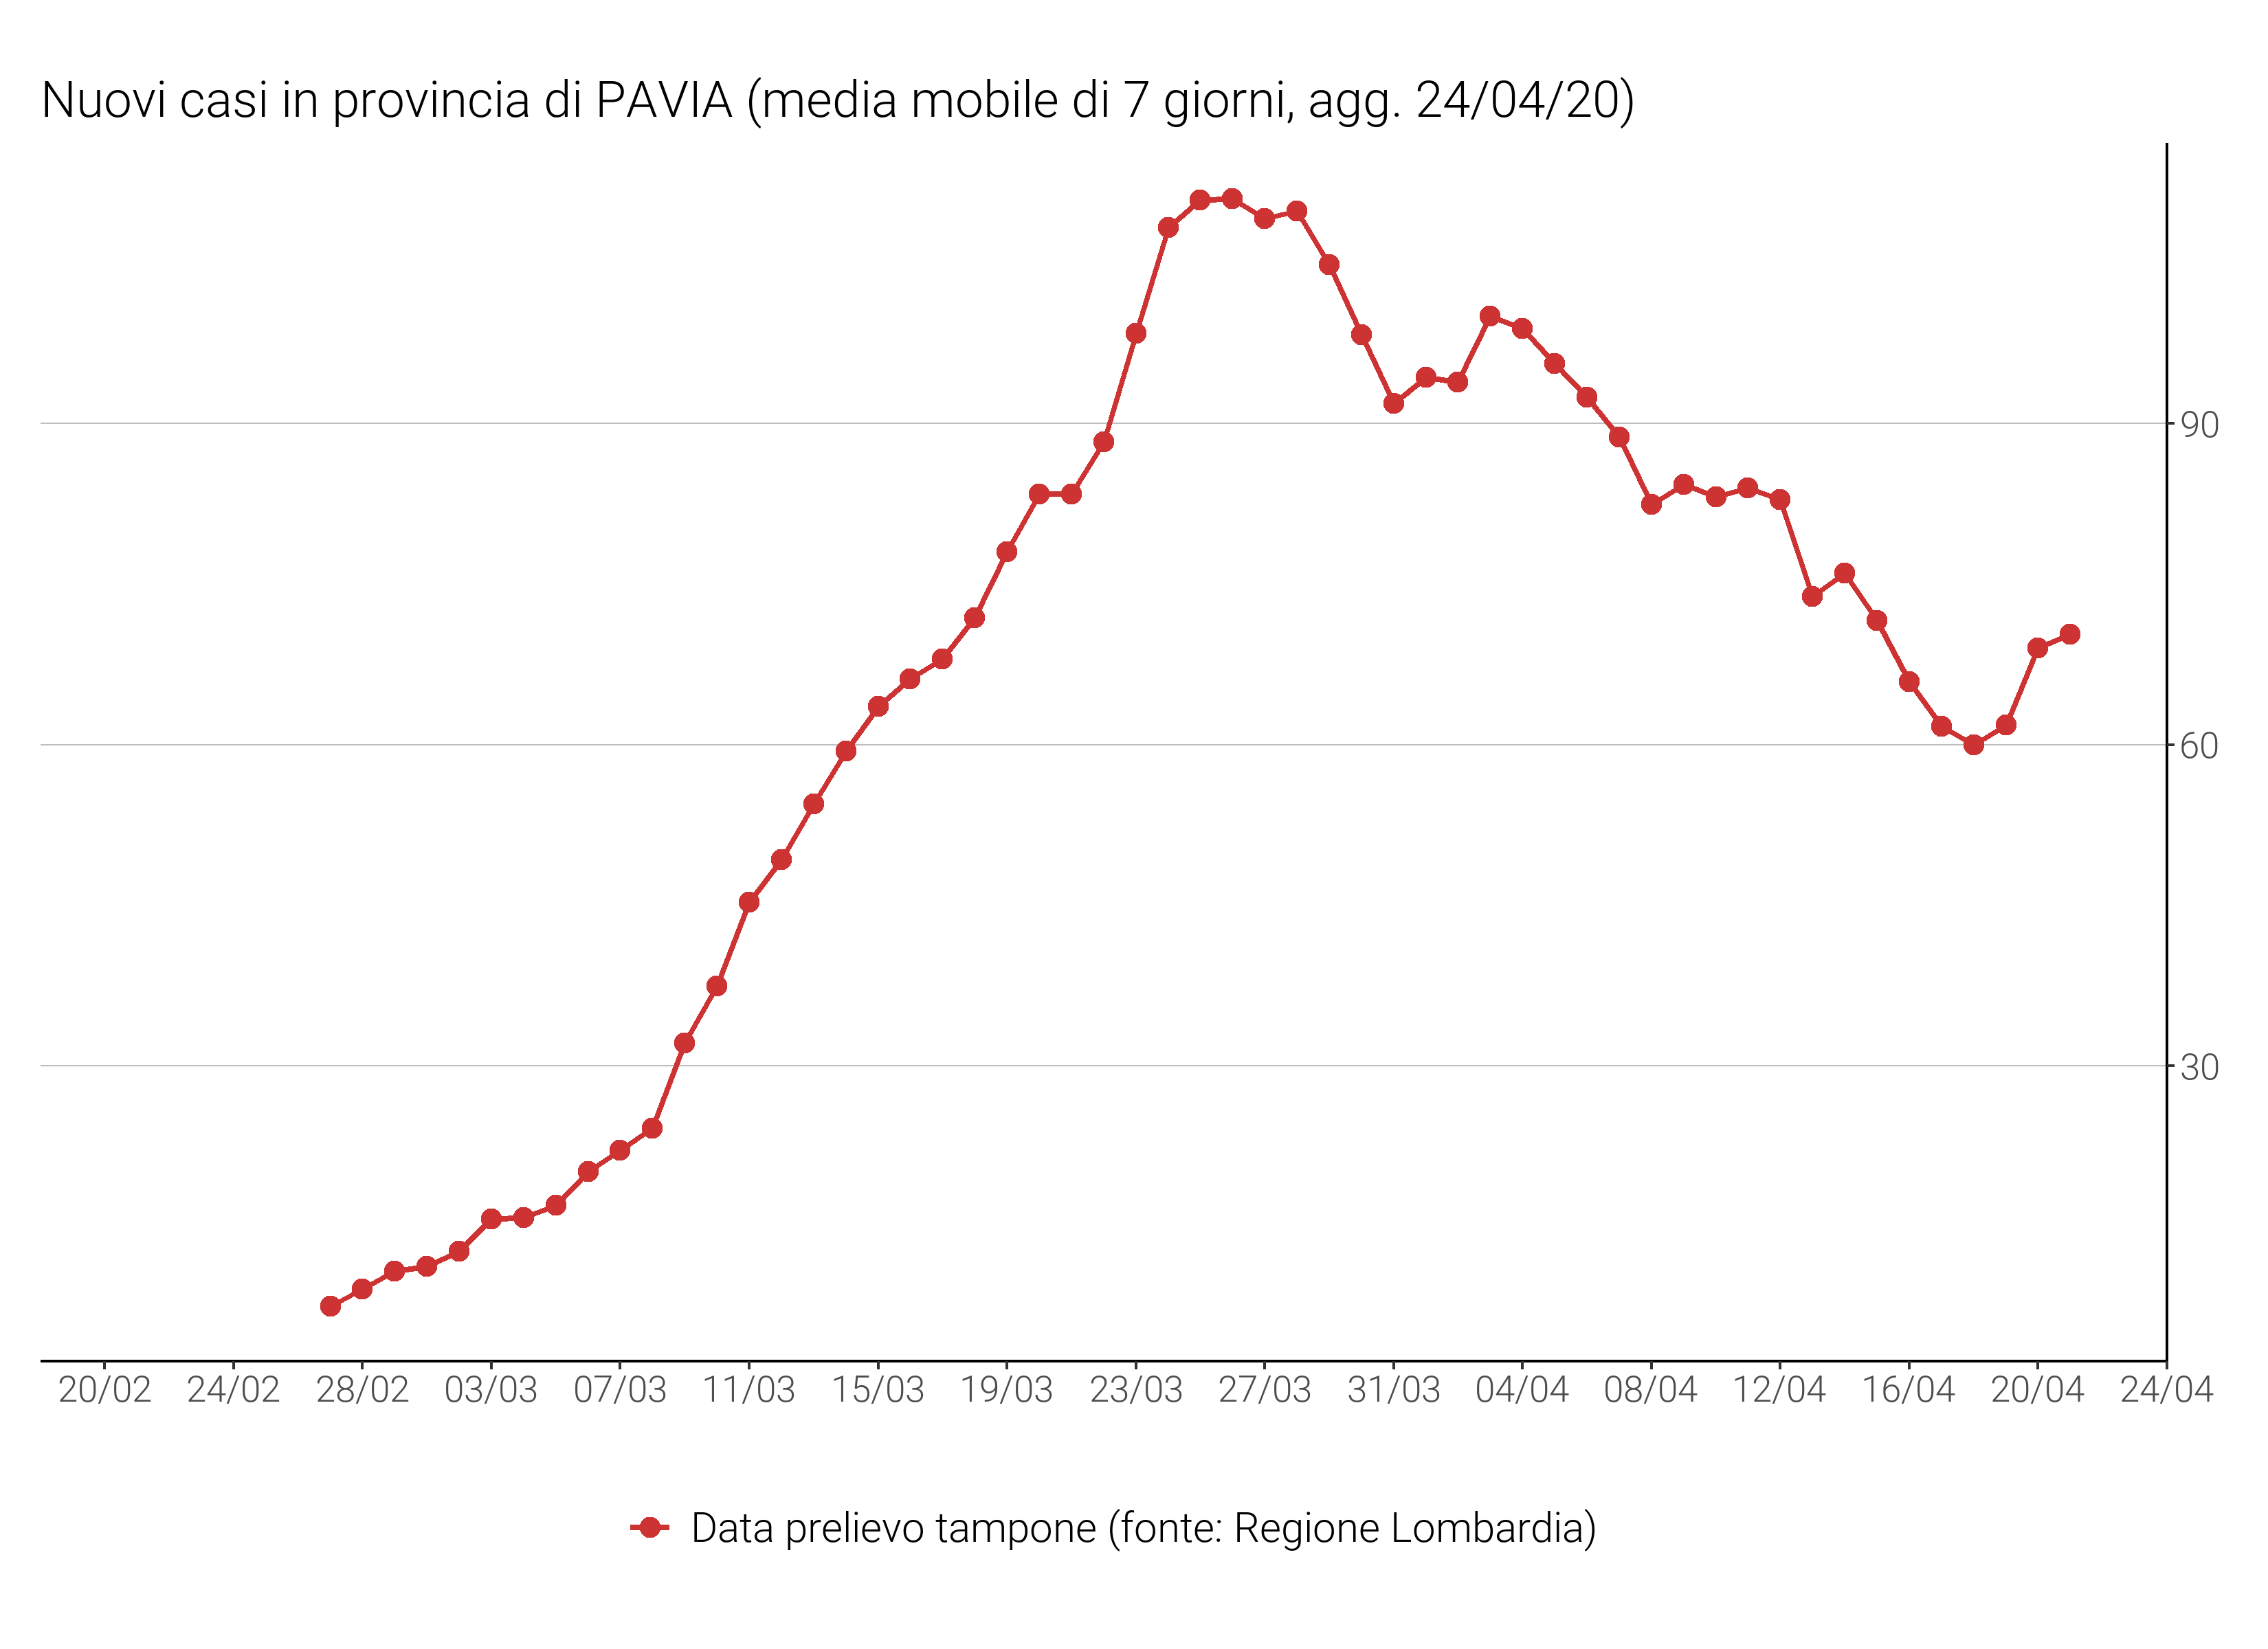 Nuovi casi in provincia di PAVIA (media mobile di 7 giorni, agg. 24/04/20)
90
60
30
20/02 24/02 28/02 03/03 07/03 11/03 15/03 19/03 23/03 27/03 31/03 04/04 08/04 12/04 16/04 20/04 24/04
Data prelievo tampone (fonte: Regione Lombardia)